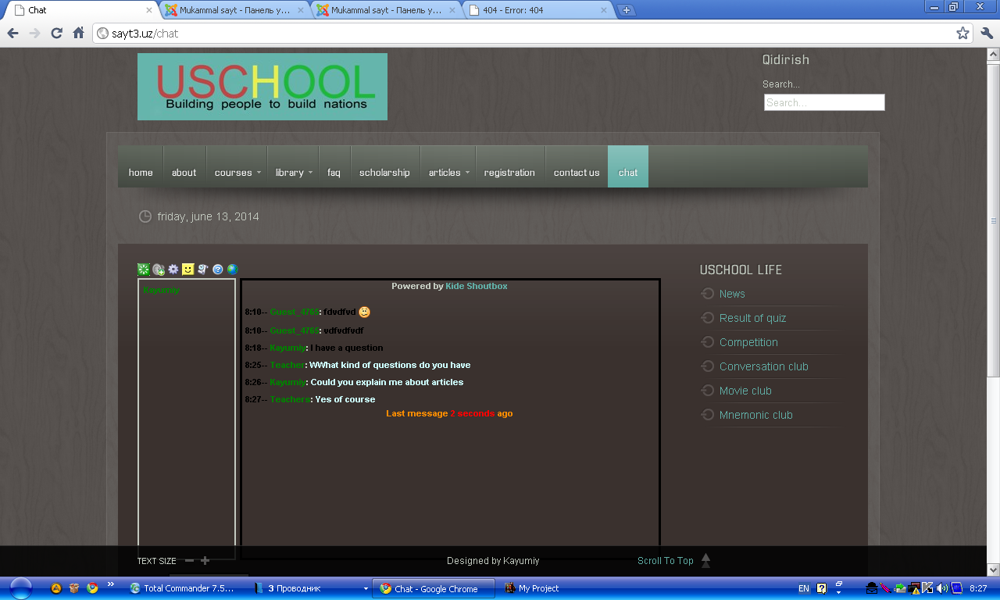 Chat
Mukammal sayt - Панель у...
Mukammal sayt - Панель у...
404 - Error: 404
sayt3.uz/chat
USCHOOL
Building people to build nations
Qidirish
Search...
Search...
home about courses library faq scholarship articles registration contact us chat
friday, june 13, 2014
Kayumiy
Powered by Kide Shoutbox
8:10-- Guest_4765: fdvdfvd
8:10-- Guest_4765: vdfvdfvdf
8:18-- Kayumiy: I have a question
8:25-- Teacher: WWhat kind of questions do you have
8:26-- Kayumiy: Could you explain me about articles
8:27-- Teachers: Yes of course
Last message 2 seconds ago
USCHOOL LIFE
News
Result of quiz
Competition
Conversation club
Movie club
Mnemonic club
TEXT SIZE
Designed by Kayumiy
Scroll To Top
Total Commander 7.5...
3 Проводник
Chat - Google Chrome
My Project
EN
8:27